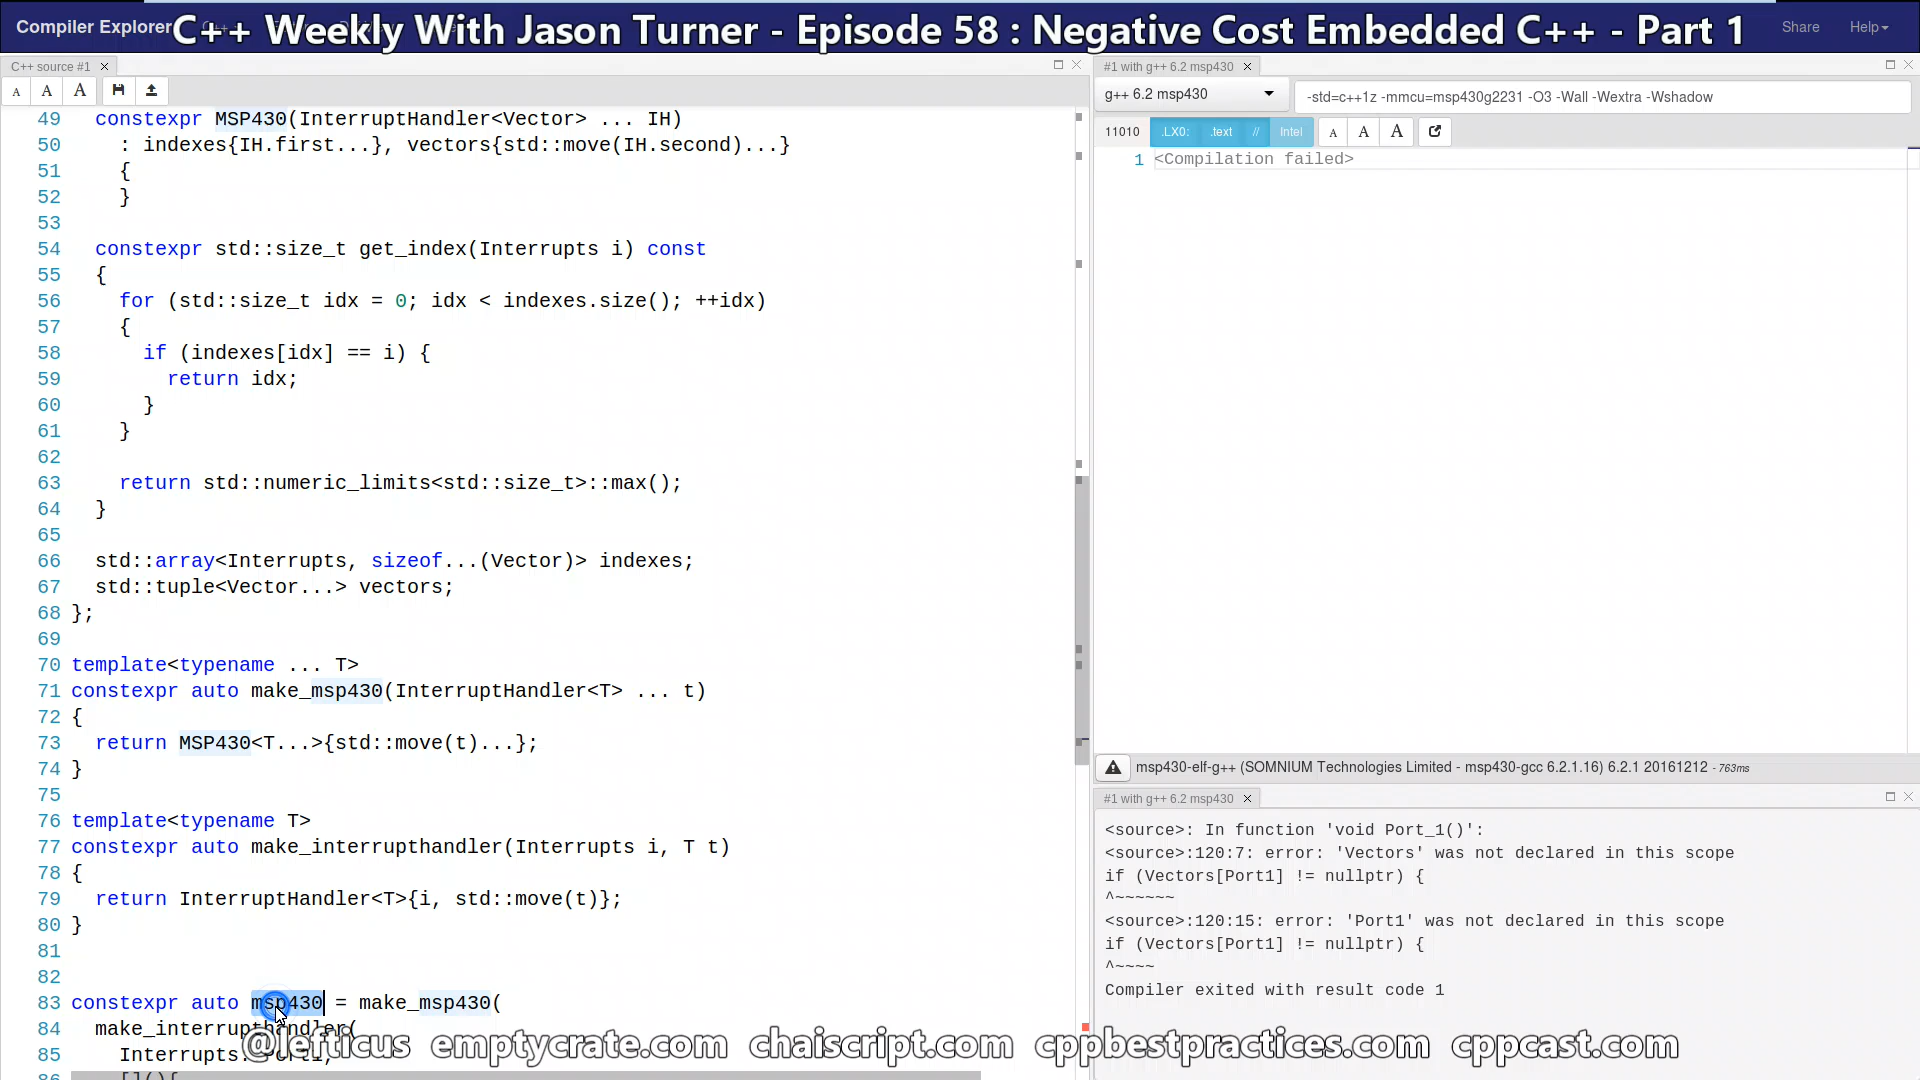 Compiler Explorer
C++ Weekly With Jason Turner - Episode 58 : Negative Cost Embedded C++ - Part 1
Share
Help
C++ source #1
A A A
49 constexpr MSP430(InterruptHandler<Vector> ... IH)
50 : indexes{IH.first...}, vectors{std::move(IH.second)...}
51 {
52 }
53
54 constexpr std::size_t get_index(Interrupts i) const
55 {
56 for (std::size_t idx = 0; idx < indexes.size(); ++idx)
57 {
58 if (indexes[idx] == i) {
59 return idx;
60 }
61 }
62
63 return std::numeric_limits<std::size_t>::max();
64 }
65
66 std::array<Interrupts, sizeof...(Vector)> indexes;
67 std::tuple<Vector...> vectors;
68 };
69
70 template<typename ... T>
71 constexpr auto make_msp430(InterruptHandler<T> ... t)
72 {
73 return MSP430<T...>{std::move(t)...};
74 }
75
76 template<typename T>
77 constexpr auto make_interrupthandler(Interrupts i, T t)
78 {
79 return InterruptHandler<T>{i, std::move(t)};
80 }
81
82
83 constexpr auto msp430 = make_msp430(
84 make_interrupthandler(
85 Interrupts::Port1,
86 [](){
#1 with g++ 6.2 msp430
g++ 6.2 msp430
-std=c++1z -mmcu=msp430g2231 -O3 -Wall -Wextra -Wshadow
11010 .LX0: .text // Intel A A A
1 <Compilation failed>
msp430-elf-g++ (SOMNIUM Technologies Limited - msp430-gcc 6.2.1.16) 6.2.1 20161212 - 763ms
#1 with g++ 6.2 msp430
<source>: In function 'void Port_1()':
<source>:120:7: error: 'Vectors' was not declared in this scope
if (Vectors[Port1] != nullptr) {
^~~~~~~
<source>:120:15: error: 'Port1' was not declared in this scope
if (Vectors[Port1] != nullptr) {
^~~~~
Compiler exited with result code 1
@lefticus emptycrate.com chaiscript.com cppbestpractices.com cppcast.com